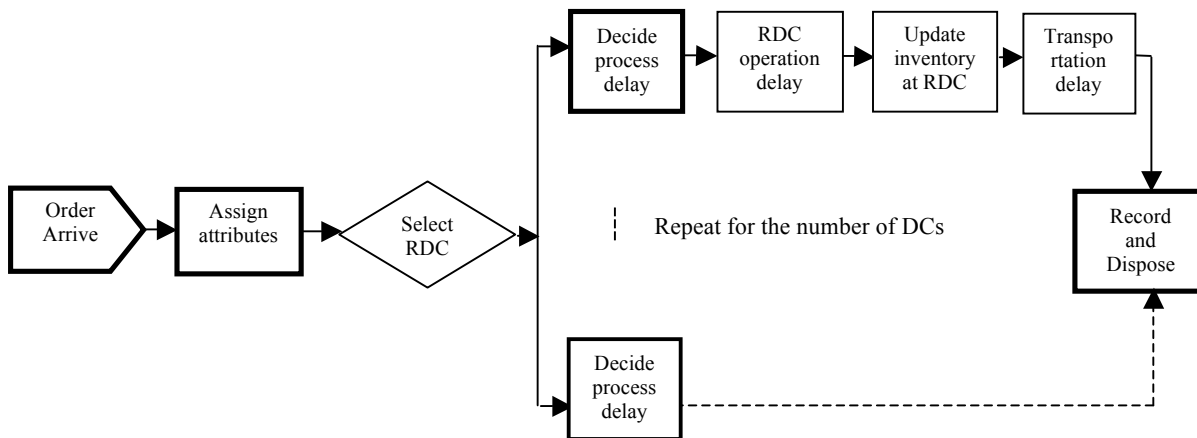 Order
Arrive
Assign
attributes
Select
RDC
Decide
process
delay
RDC
operation
delay
Update
inventory
at RDC
Transpo
rtation
delay
Repeat for the number of DCs
Decide
process
delay
Record
and
Dispose